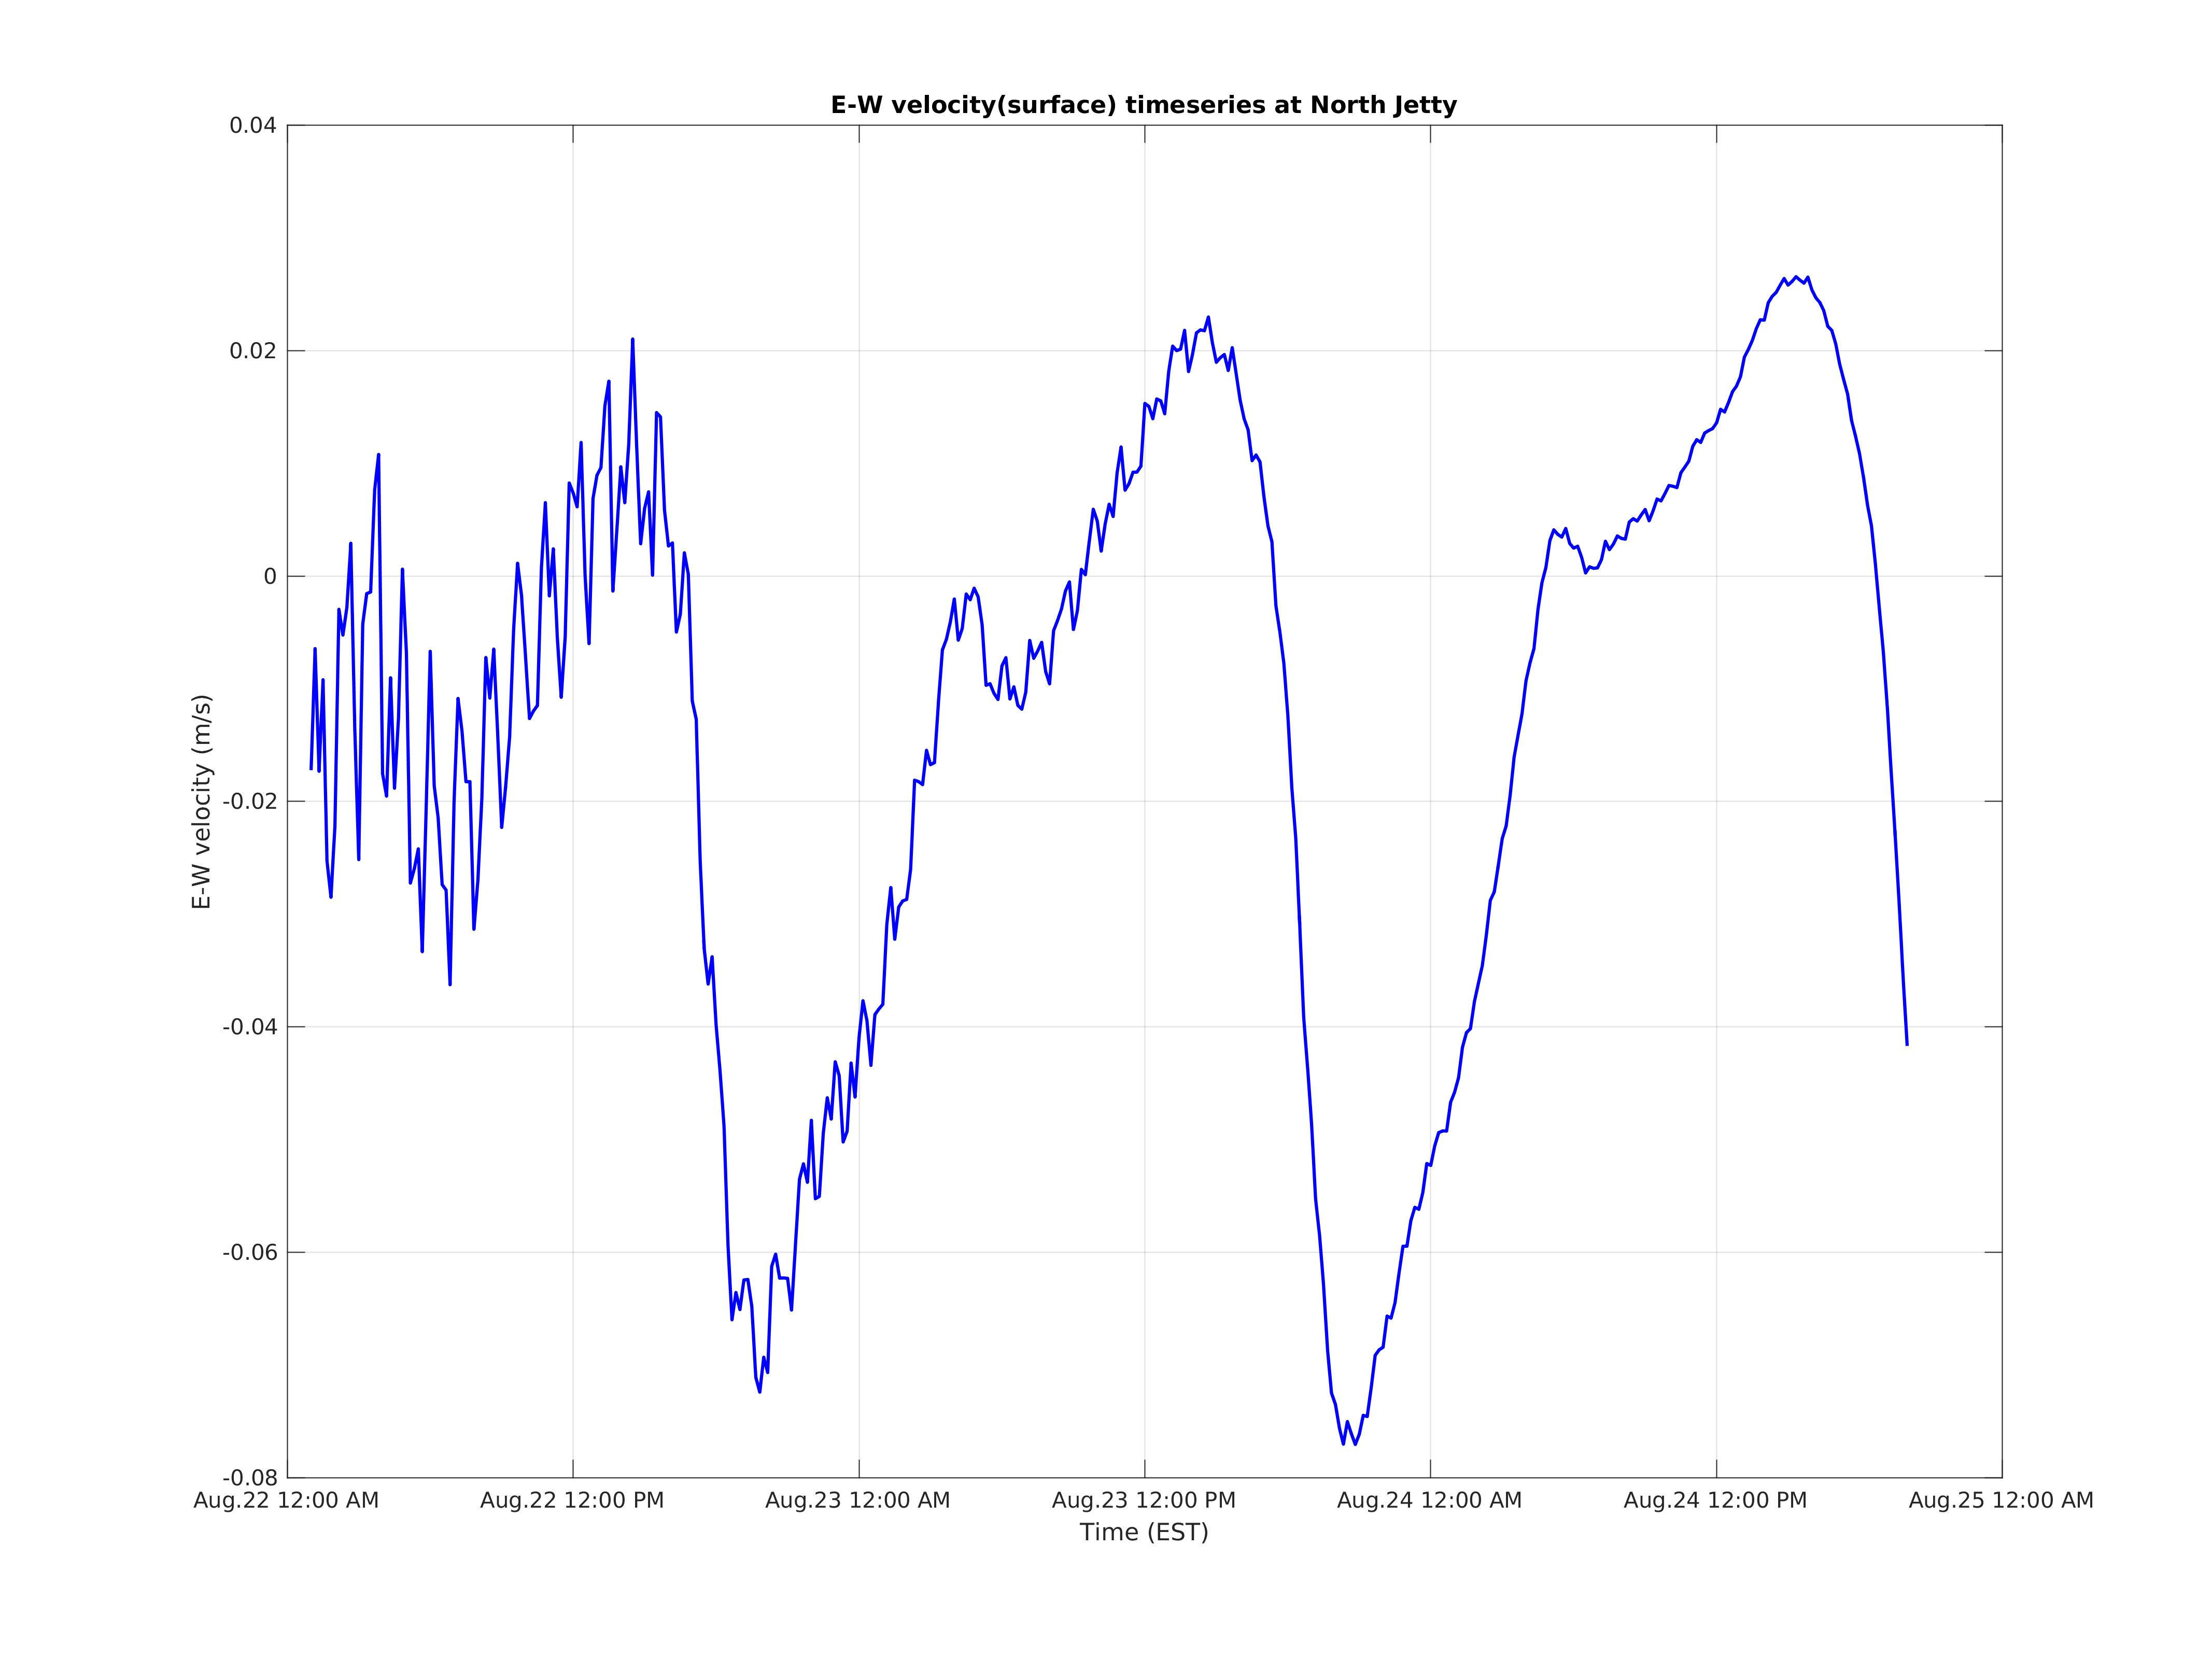 E-W velocity(surface) timeseries at North Jetty
0.04
0.02
0
-0.02
-0.04
-0.06
-0.08
E-W velocity (m/s)
Aug.22 12:00 AM Aug.22 12:00 PM Aug.23 12:00 AM Aug.23 12:00 PM Aug.24 12:00 AM Aug.24 12:00 PM Aug.25 12:00 AM
Time (EST)